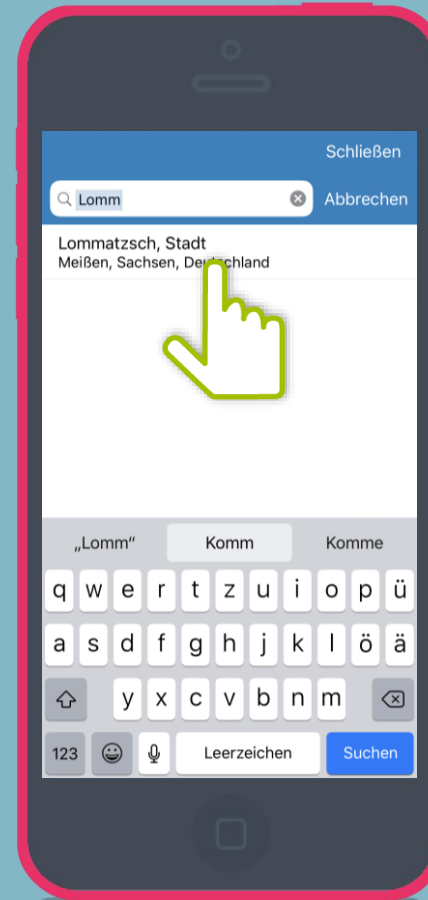 Schließen
Lomm Abbrechen
Lommatzsch, Stadt
Meißen, Sachsen, Deutschland
„Lomm“ Komm Komme
q w e r t z u i o p ü
a s d f g h j k l ö ä
y x c v b n m
123 Leerzeichen Suchen